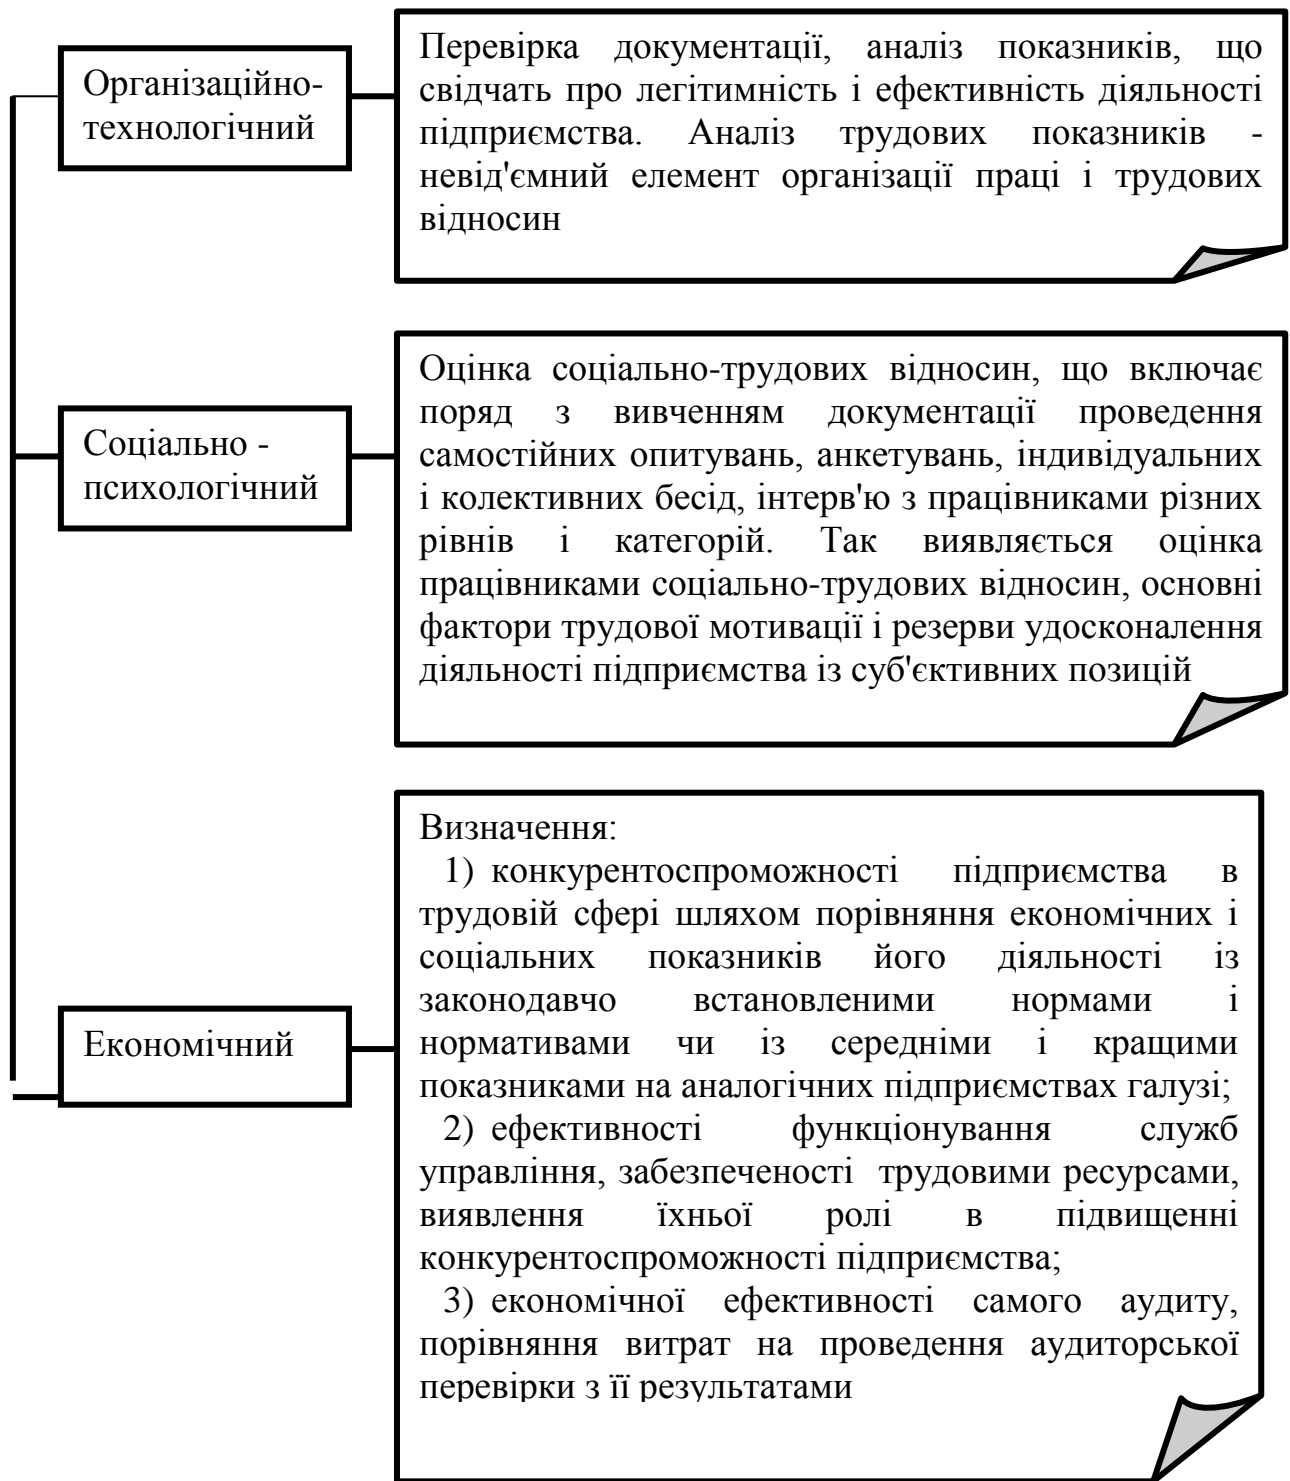 Організаційно-
технологічний
Перевірка документації, аналіз показників, що
свідчать про легітимність і ефективність діяльності
підприємства. Аналіз трудових показників -
невід'ємний елемент організації праці і трудових
відносин
Соціально -
психологічний
Оцінка соціально-трудових відносин, що включає
поряд з вивченням документації проведення
самостійних опитувань, анкетувань, індивідуальних
і колективних бесід, інтерв'ю з працівниками різних
рівнів і категорій. Так виявляється оцінка
працівниками соціально-трудових відносин, основні
фактори трудової мотивації і резерви удосконалення
діяльності підприємства із суб'єктивних позицій
Економічний
Визначення:
1) конкурентоспроможності підприємства в
трудовій сфері шляхом порівняння економічних і
соціальних показників його діяльності із
законодавчо встановленими нормами і
нормативами чи із середніми і кращими
показниками на аналогічних підприємствах галузі;
2) ефективності функціонування служб
управління, забезпеченості трудовими ресурсами,
виявлення їхньої ролі в підвищенні
конкурентоспроможності підприємства;
3) економічної ефективності самого аудиту,
порівняння витрат на проведення аудиторської
перевірки з її результатами